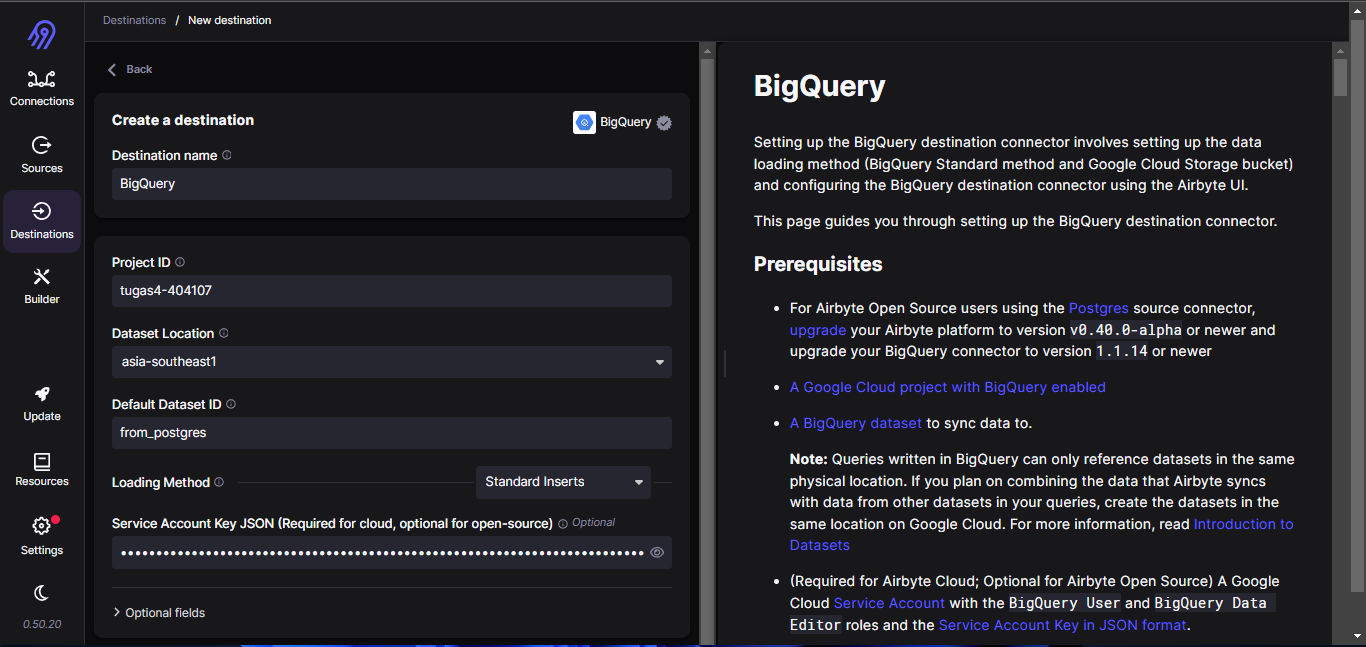 Destinations / New destination
Connections
Sources
Destinations
Builder
Update
Resources
Settings
0.50.20
Back
Create a destination
BigQuery
Destination name
BigQuery
Project ID
tugas4-404107
Dataset Location
asia-southeast1
Default Dataset ID
from_postgres
Loading Method
Standard Inserts
Service Account Key JSON (Required for cloud, optional for open-source) Optional
Optional fields
BigQuery
Setting up the BigQuery destination connector involves setting up the data
loading method (BigQuery Standard method and Google Cloud Storage bucket)
and configuring the BigQuery destination connector using the Airbyte UI.
This page guides you through setting up the BigQuery destination connector.
Prerequisites
• For Airbyte Open Source users using the Postgres source connector,
upgrade your Airbyte platform to version v0.40.0-alpha or newer and
upgrade your BigQuery connector to version 1.1.14 or newer
• A Google Cloud project with BigQuery enabled
• A BigQuery dataset to sync data to.
Note: Queries written in BigQuery can only reference datasets in the same
physical location. If you plan on combining the data that Airbyte syncs
with data from other datasets in your queries, create the datasets in the
same location on Google Cloud. For more information, read Introduction to
Datasets
• (Required for Airbyte Cloud; Optional for Airbyte Open Source) A Google
Cloud Service Account with the BigQuery User and BigQuery Data
Editor roles and the Service Account Key in JSON format.